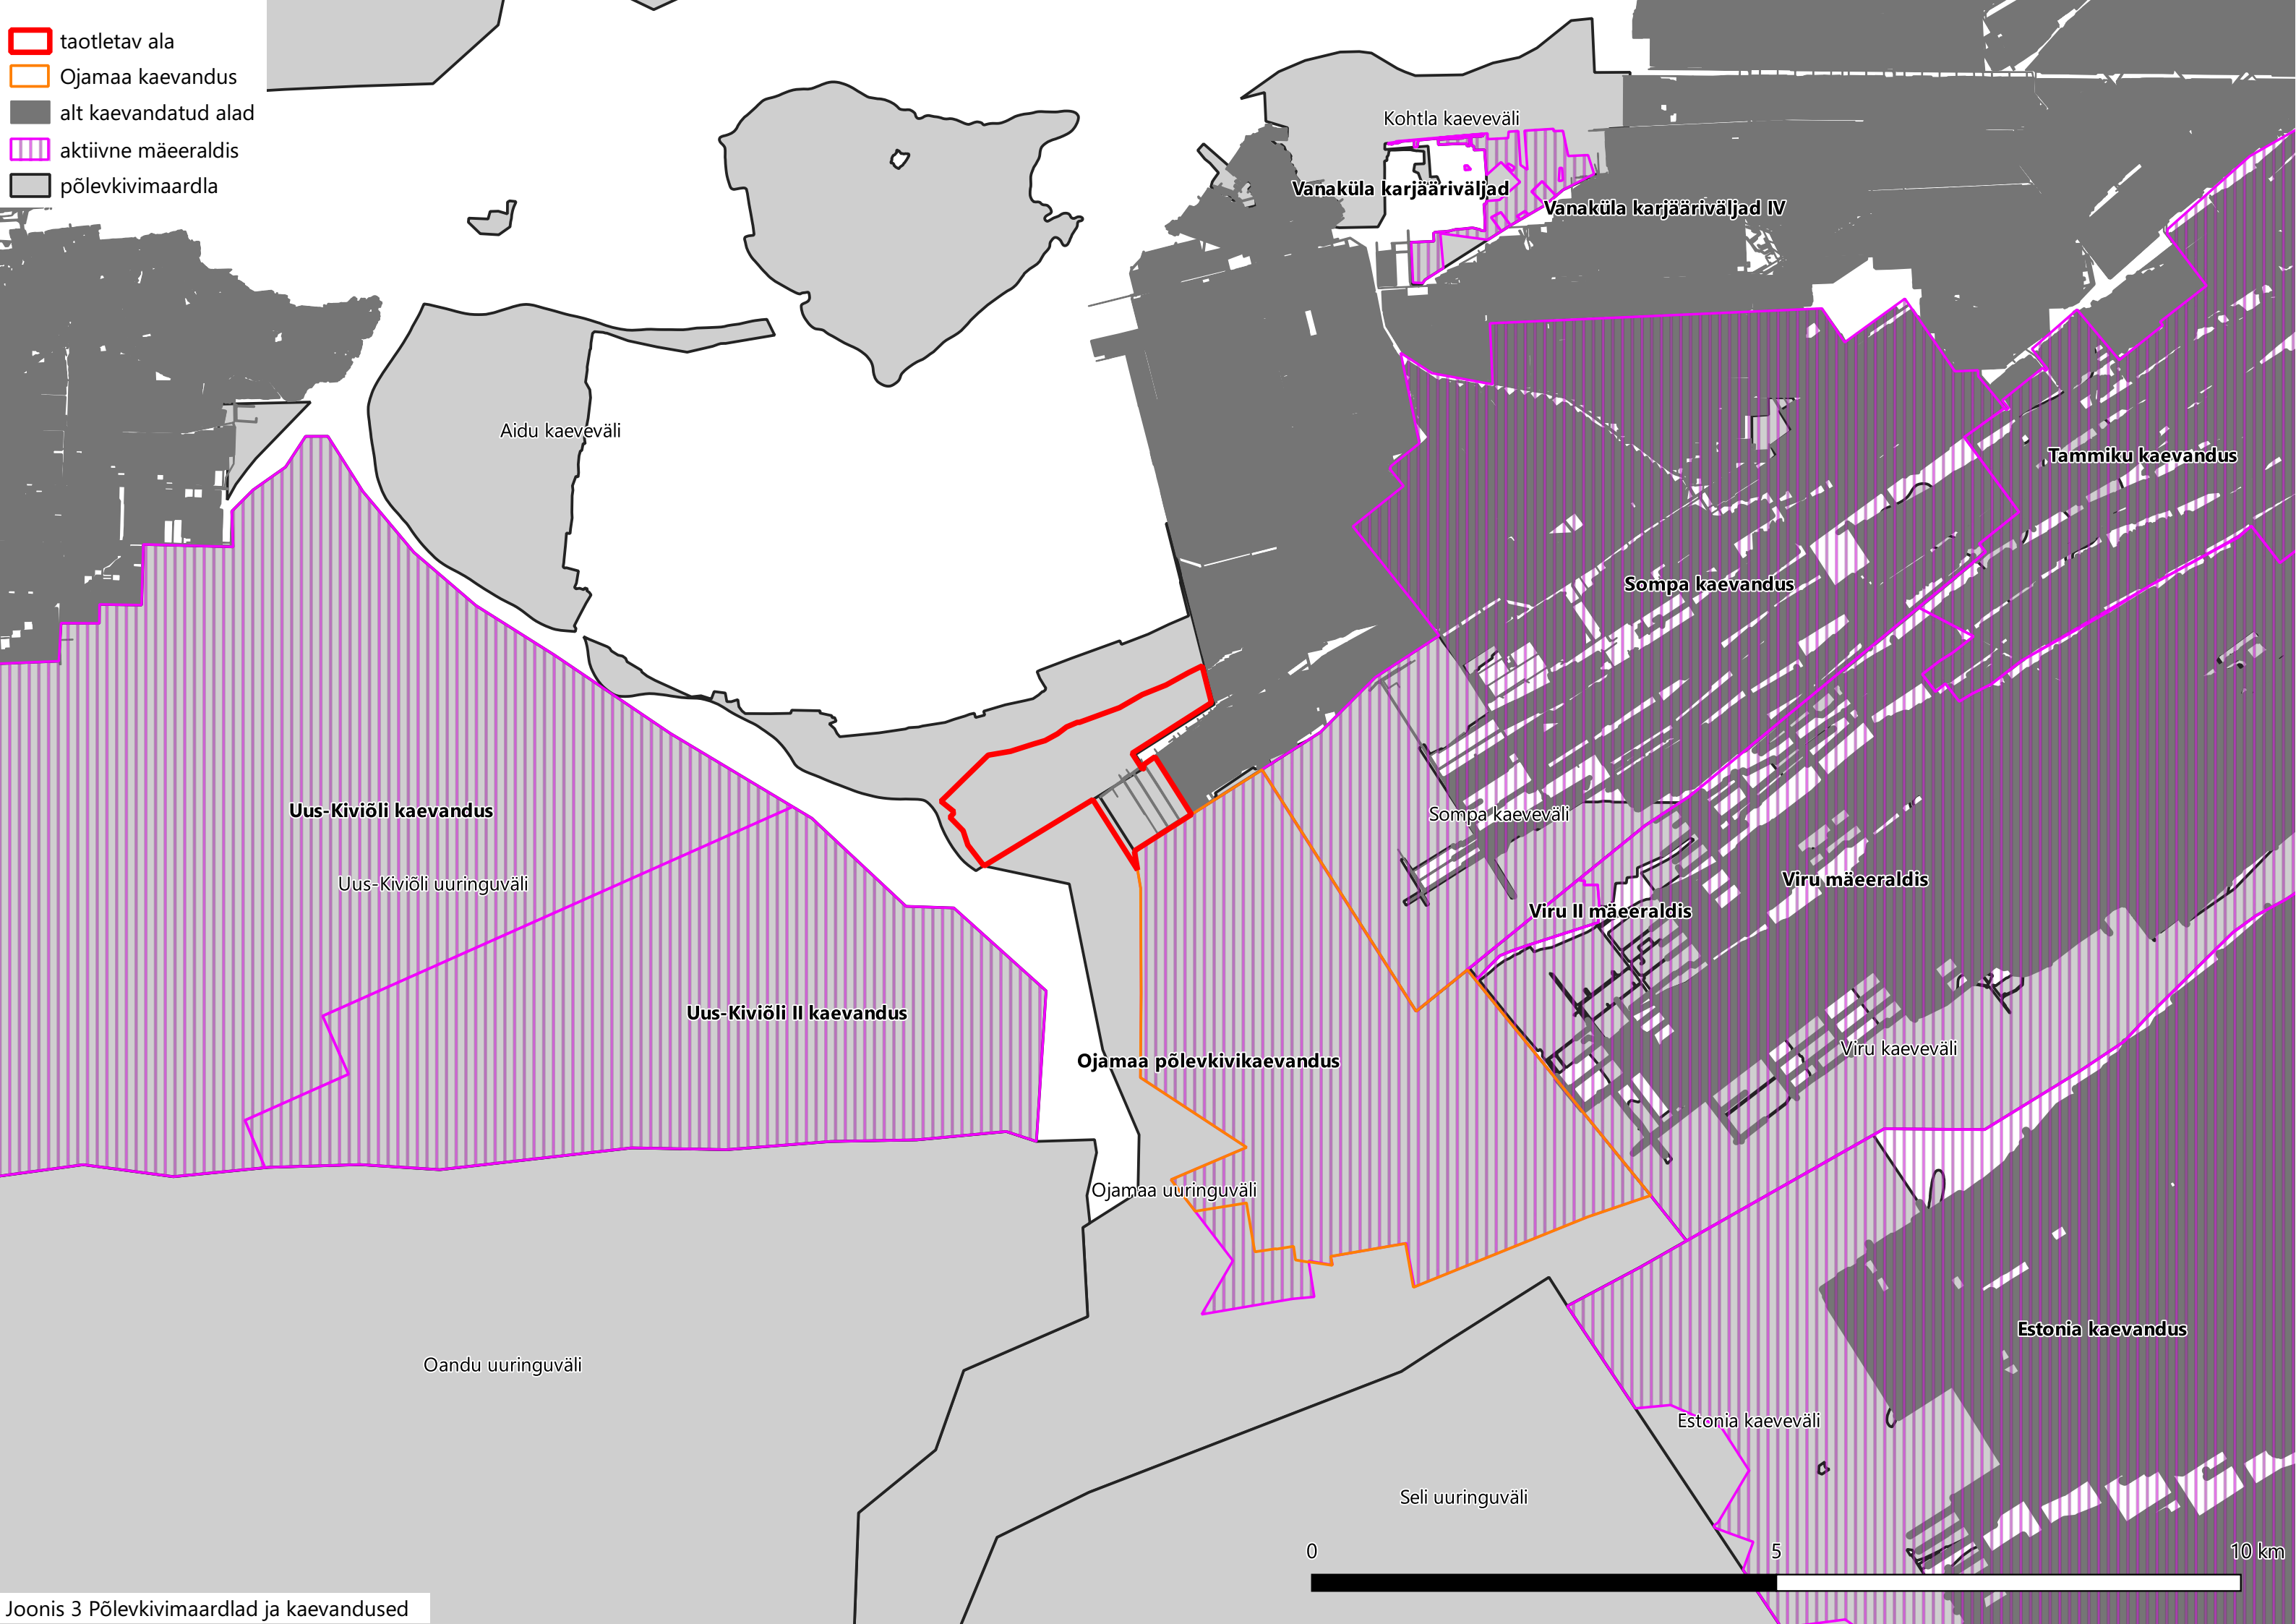 taotletav ala
Ojamaa kaevandus
alt kaevandatud alad
aktiivne mäeeraldis
põlevkivimaardla
Kohtla kaeveväli
Vanaküla karjääriväljad
Vanaküla karjääriväljad IV
Aidu kaeveväli
Tammiku kaevandus
Sompa kaevandus
Uus-Kiviõli kaevandus
Sompa kaeveväli
Uus-Kiviõli uuringuväli
Viru mäeeraldis
Viru II mäeeraldis
Uus-Kiviõli II kaevandus
Viru kaeveväli
Ojamaa põlevkivikaevandus
Ojamaa uuringuväli
Estonia kaevandus
Oandu uuringuväli
Estonia kaeveväli
Seli uuringuväli
0 5 10 km
Joonis 3 Põlevkivimaardlad ja kaevandused